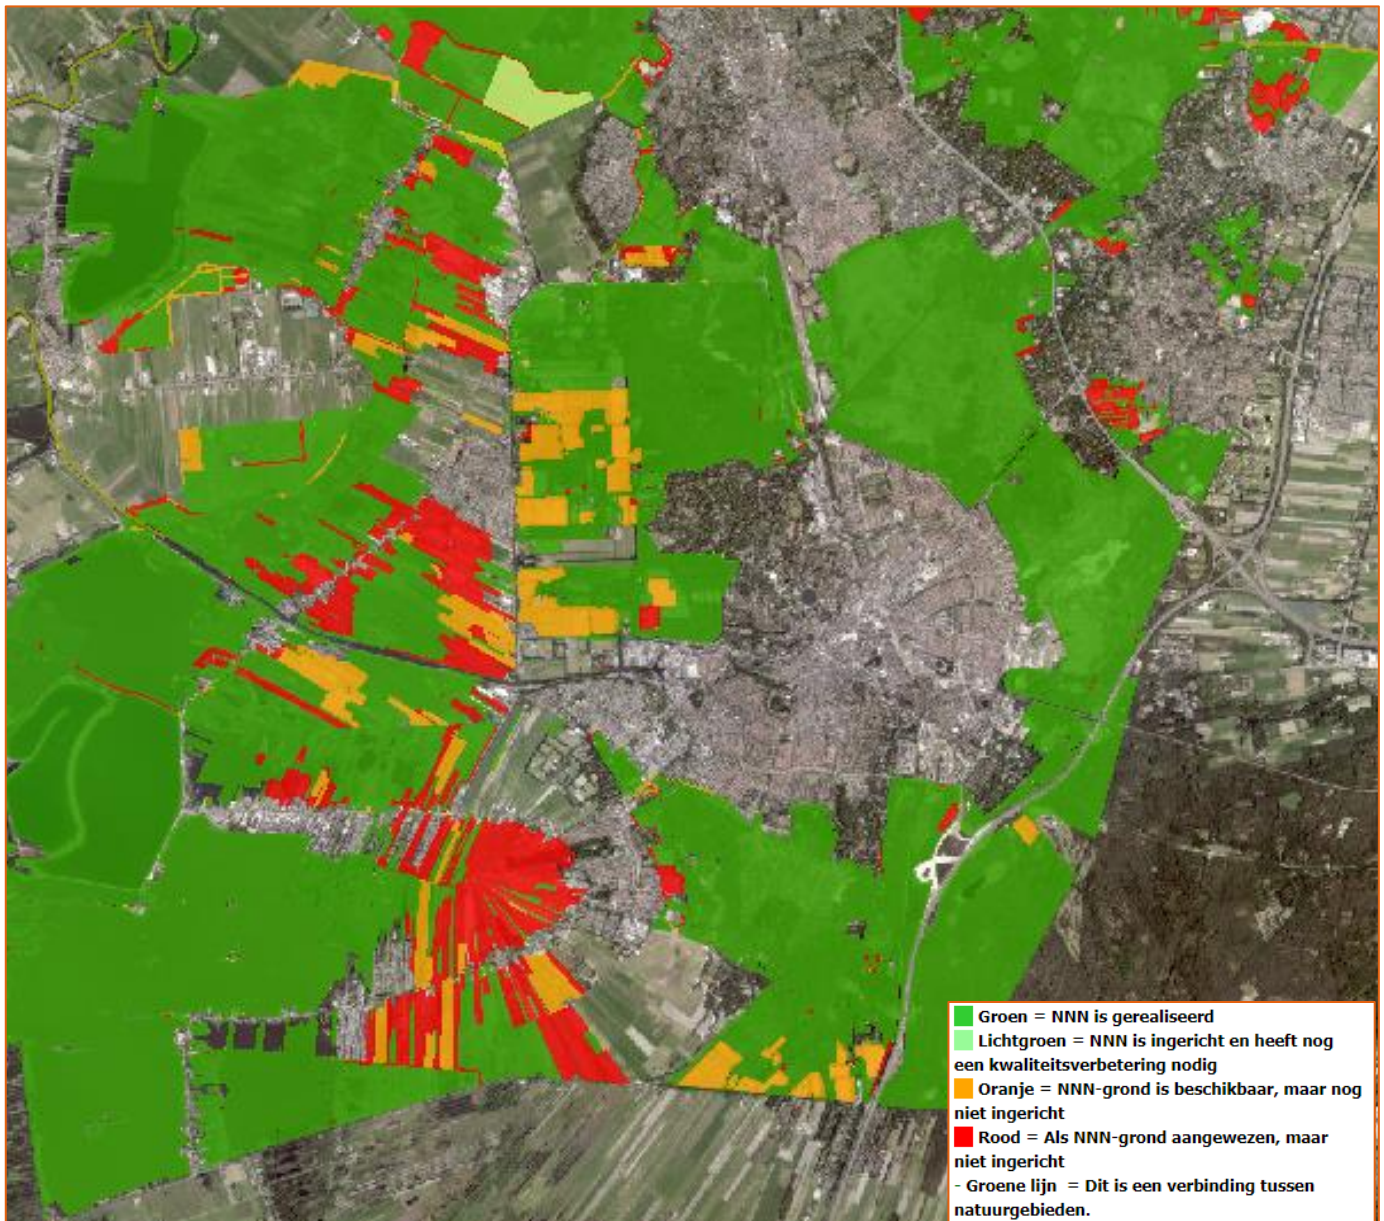 Groen = NNN is gerealiseerd
Lichtgroen = NNN is ingericht en heeft nog
een kwaliteitsverbetering nodig
Oranje = NNN-grond is beschikbaar, maar nog
niet ingericht
Rood = Als NNN-grond aangewezen, maar
niet ingericht
- Groene lijn = Dit is een verbinding tussen
natuurgebieden.